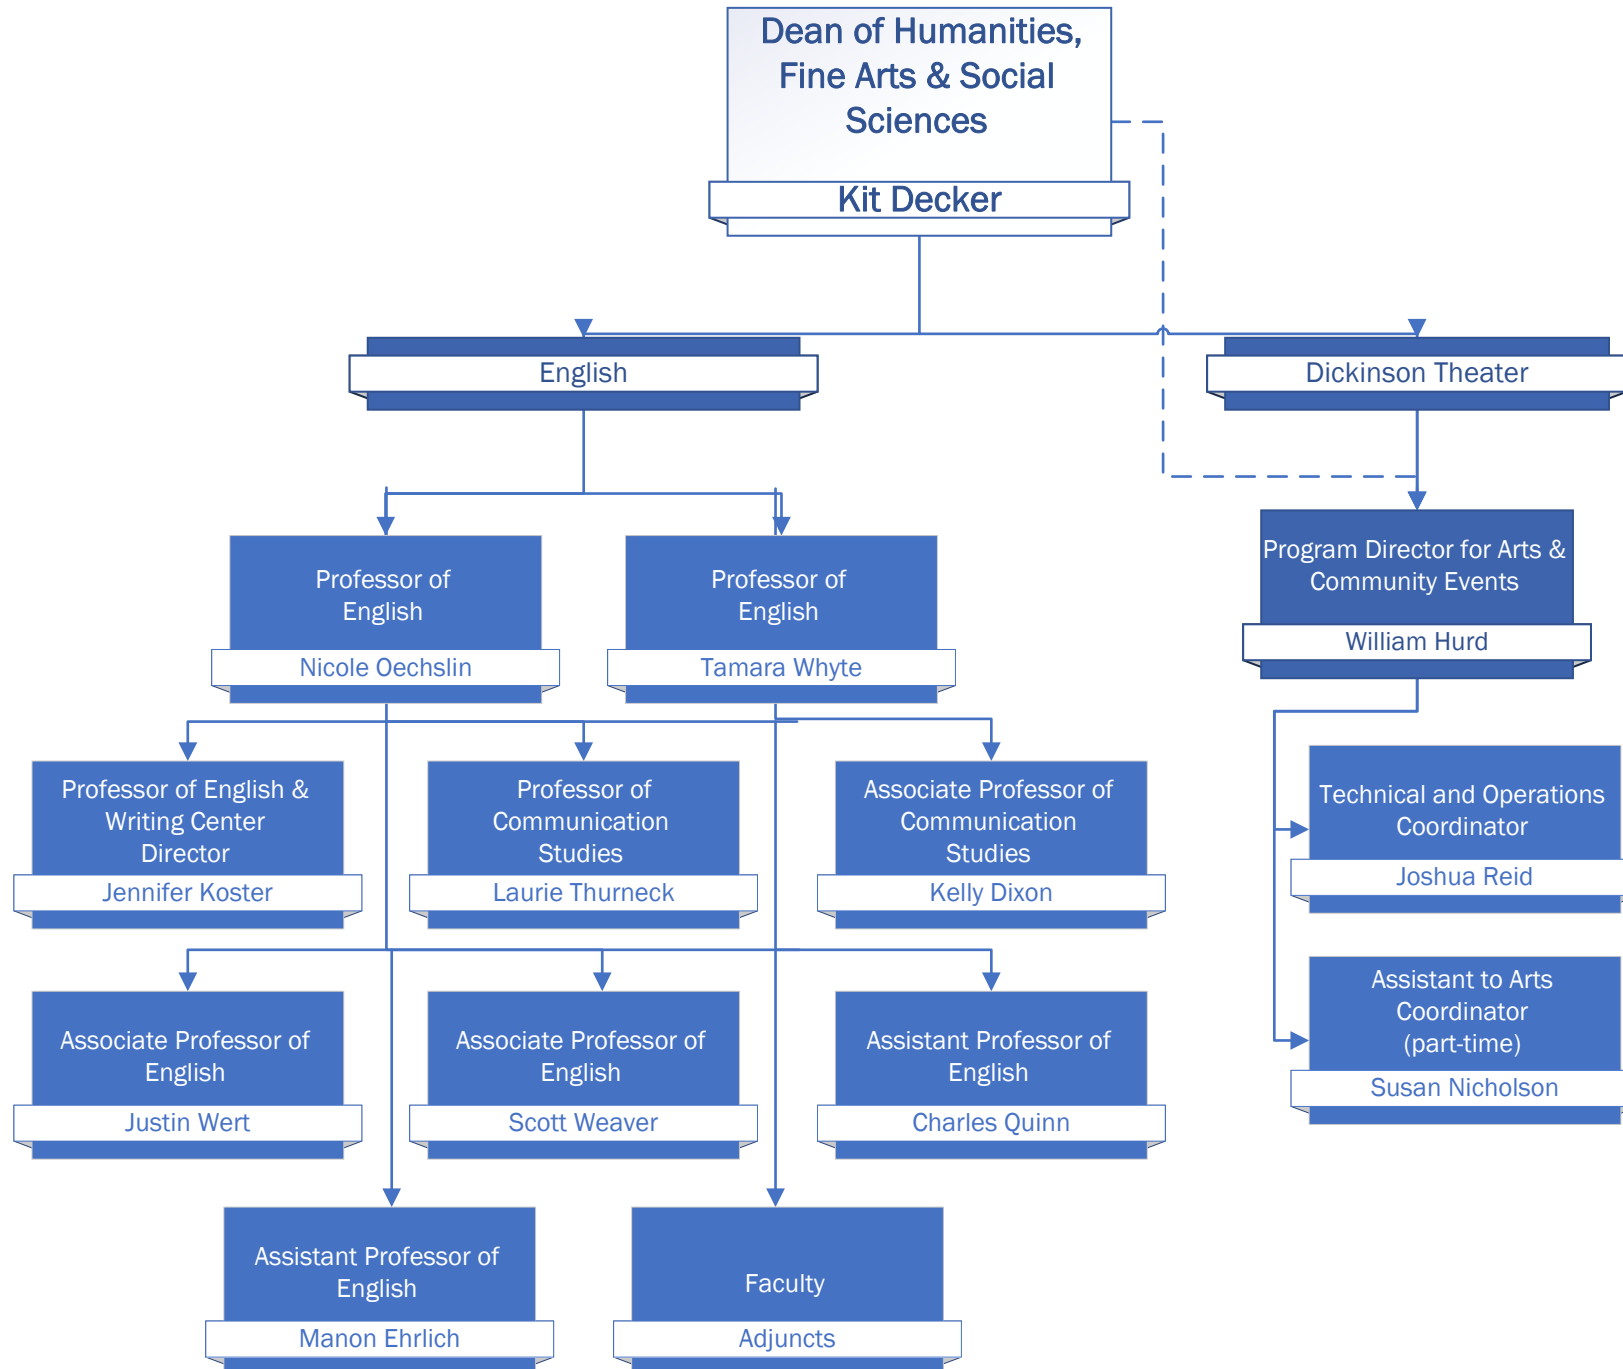 Dean of Humanities,
Fine Arts & Social
Sciences
Kit Decker
English
Dickinson Theater
Professor of
English
Nicole Oechslin
Professor of
English
Tamara Whyte
Program Director for Arts &
Community Events
William Hurd
Professor of English &
Writing Center
Director
Jennifer Koster
Professor of
Communication
Studies
Laurie Thurneck
Associate Professor of
Communication
Studies
Kelly Dixon
Technical and Operations
Coordinator
Joshua Reid
Associate Professor of
English
Justin Wert
Associate Professor of
English
Scott Weaver
Assistant Professor of
English
Charles Quinn
Assistant to Arts
Coordinator
(part-time)
Susan Nicholson
Assistant Professor of
English
Manon Ehrlich
Faculty
Adjuncts